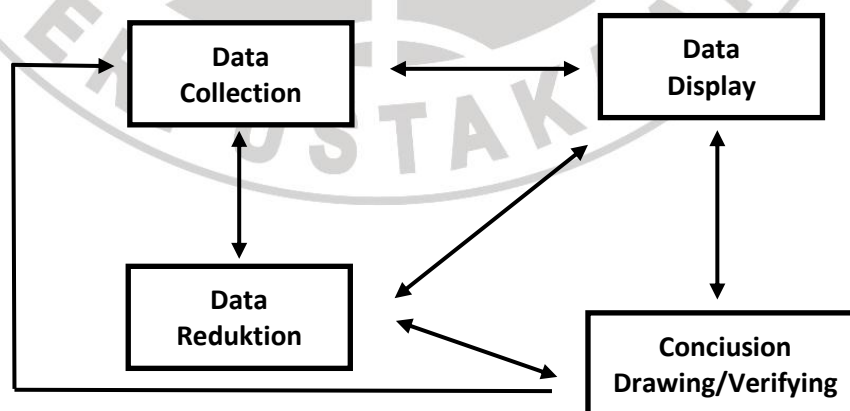 Data
Collection
Data
Display
Data
Reduktion
Conciusion
Drawing/Verifying